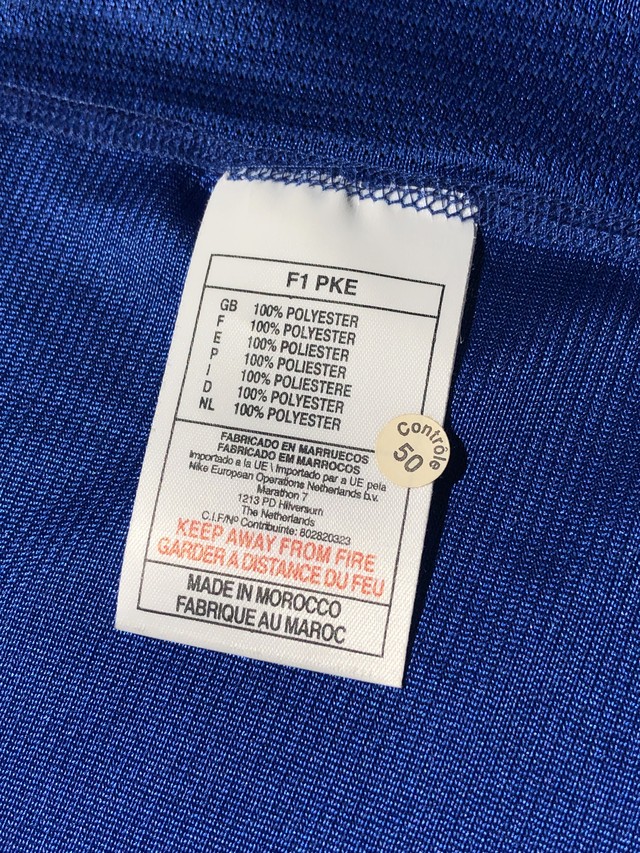 F1 PKE
GB 100% POLYESTER
F 100% POLYESTER
E 100% POLIESTER
P 100% POLIESTER
I 100% POLIESTERE
D 100% POLYESTER
NL 100% POLYESTER
FABRICADO EN MARRUECOS
FABRICADO EM MARROCOS
Importado a la UE \ Importado par a UE pela
Nike European Operations Netherlands b.v.
Marathon 7
1213 PD Hilversum
The Netherlands
C.I.F/Nº Contribuinte: 802820323
KEEP AWAY FROM FIRE
GARDER A DISTANCE DU FEU
MADE IN MOROCCO
FABRIQUE AU MAROC
Contrôle
50